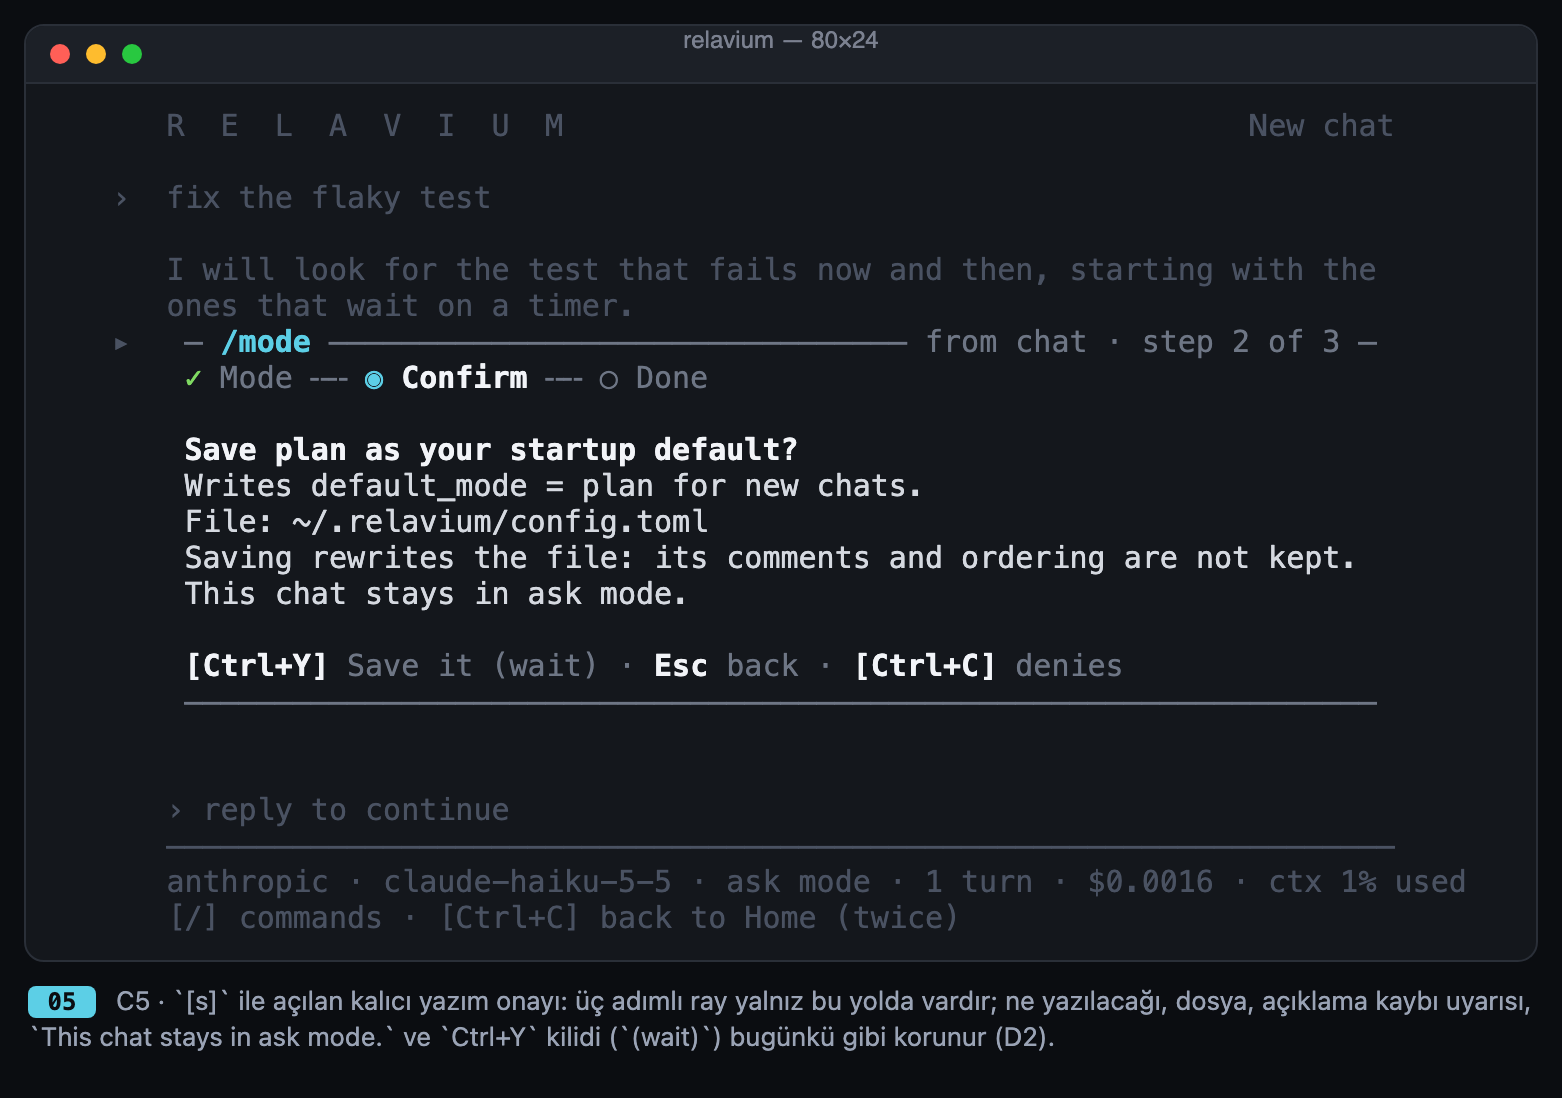 relavium — 80×24
R E L A V I U M New chat
› fix the flaky test
I will look for the test that fails now and then, starting with the
ones that wait on a timer.
▸ — /mode ──────────────── from chat · step 2 of 3 —
✓ Mode --- ◉ Confirm --- ○ Done
Save plan as your startup default?
Writes default_mode = plan for new chats.
File: ~/.relavium/config.toml
Saving rewrites the file: its comments and ordering are not kept.
This chat stays in ask mode.
[Ctrl+Y] Save it (wait) · Esc back · [Ctrl+C] denies
› reply to continue
anthropic · claude-haiku-5-5 · ask mode · 1 turn · $0.0016 · ctx 1% used
[/] commands · [Ctrl+C] back to Home (twice)
05 C5 · `[s]` ile açılan kalıcı yazım onayı: üç adımlı ray yalnız bu yolda vardır; ne yazılacağı, dosya, açıklama kaybı uyarısı,
`This chat stays in ask mode.` ve `Ctrl+Y` kilidi (`(wait)`) bugünkü gibi korunur (D2).